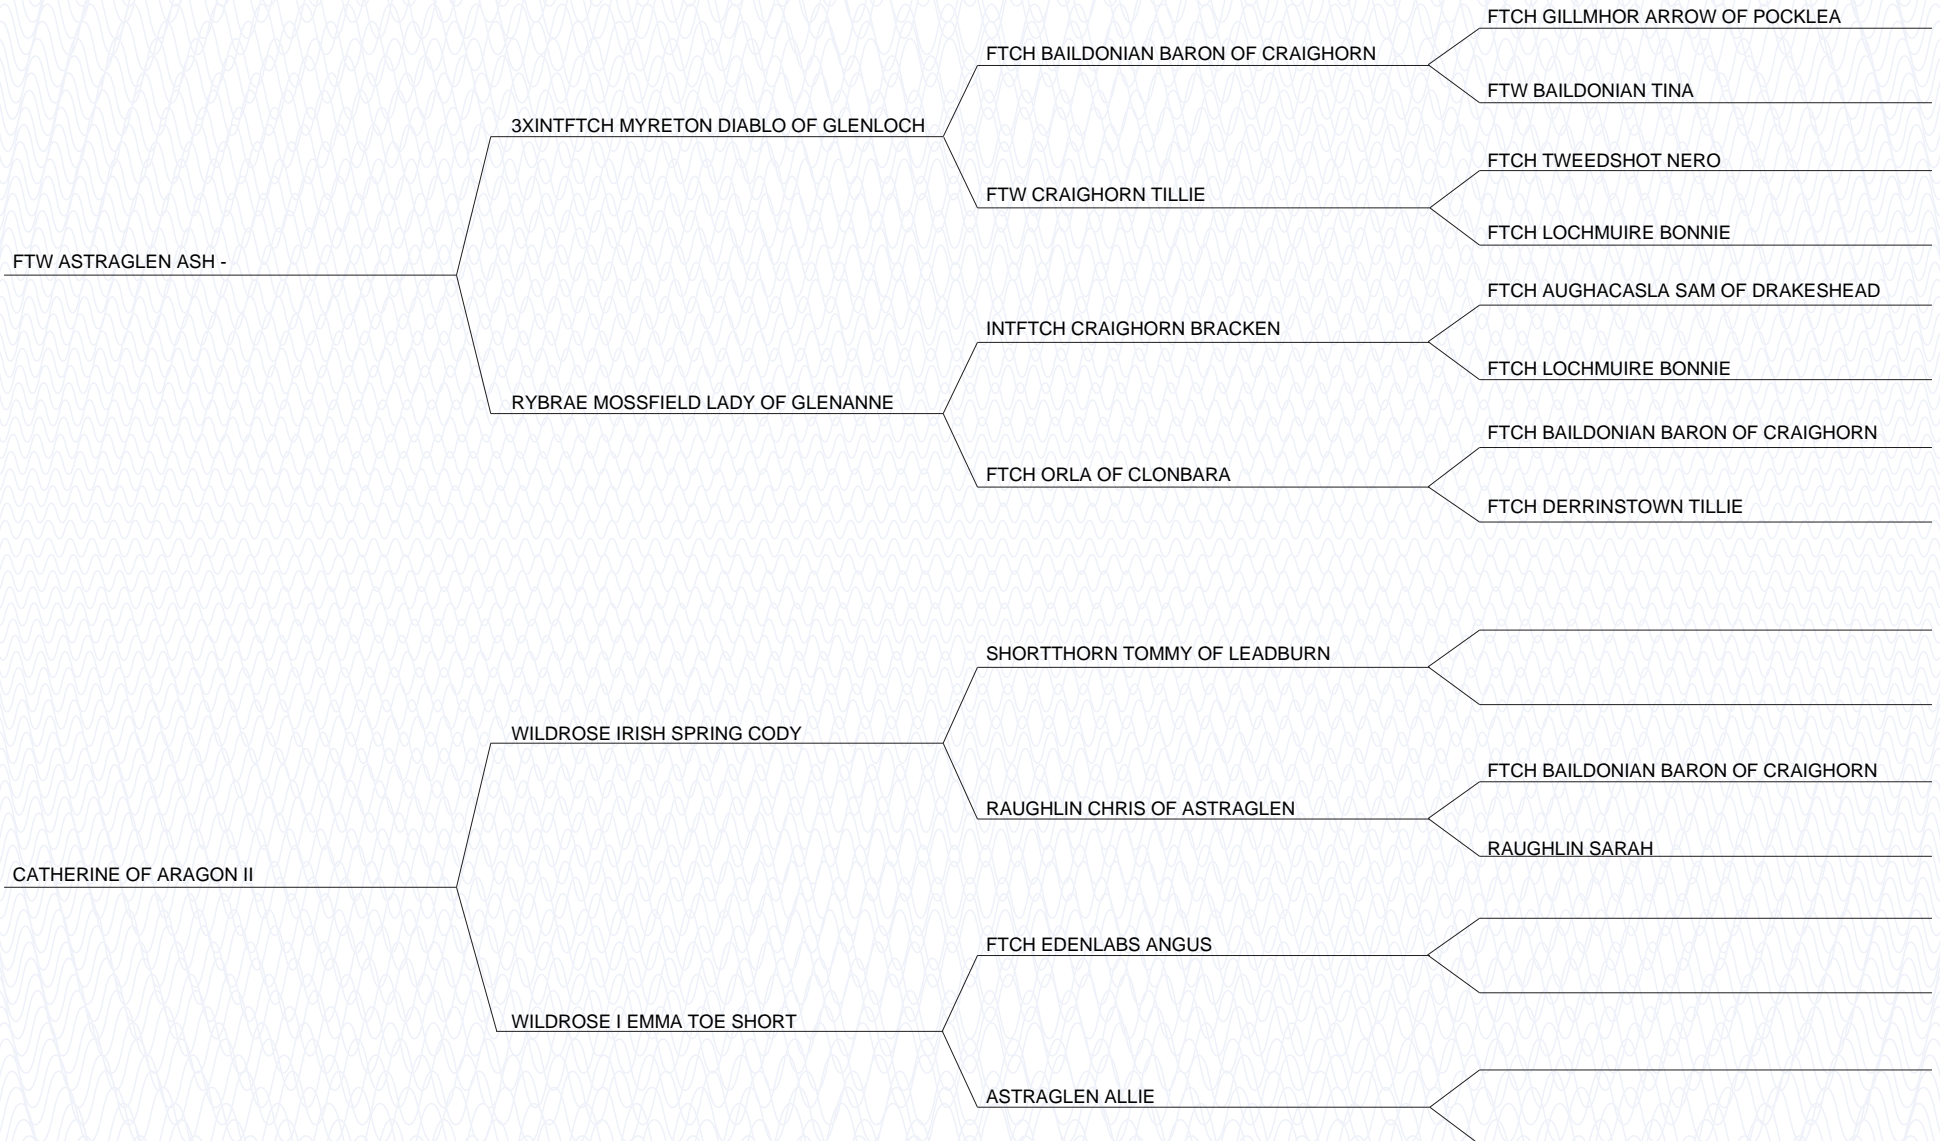 FTCH GILLMHOR ARROW OF POCKLEA
FTCH BAILDONIAN BARON OF CRAIGHORN
FTW BAILDONIAN TINA
3XINTFTCH MYRETON DIABLO OF GLENLOCH
FTCH TWEEDSHOT NERO
FTW CRAIGHORN TILLIE
FTCH LOCHMUIRE BONNIE
FTW ASTRAGLEN ASH -
FTCH AUGHACASLA SAM OF DRAKESHEAD
INTFTCH CRAIGHORN BRACKEN
FTCH LOCHMUIRE BONNIE
RYBRAE MOSSFIELD LADY OF GLENANNE
FTCH BAILDONIAN BARON OF CRAIGHORN
FTCH ORLA OF CLONBARA
FTCH DERRINSTOWN TILLIE
SHORTTHORN TOMMY OF LEADBURN
WILDROSE IRISH SPRING CODY
FTCH BAILDONIAN BARON OF CRAIGHORN
RAUGHLIN CHRIS OF ASTRAGLEN
RAUGHLIN SARAH
CATHERINE OF ARAGON II
FTCH EDENLABS ANGUS
WILDROSE I EMMA TOE SHORT
ASTRAGLEN ALLIE